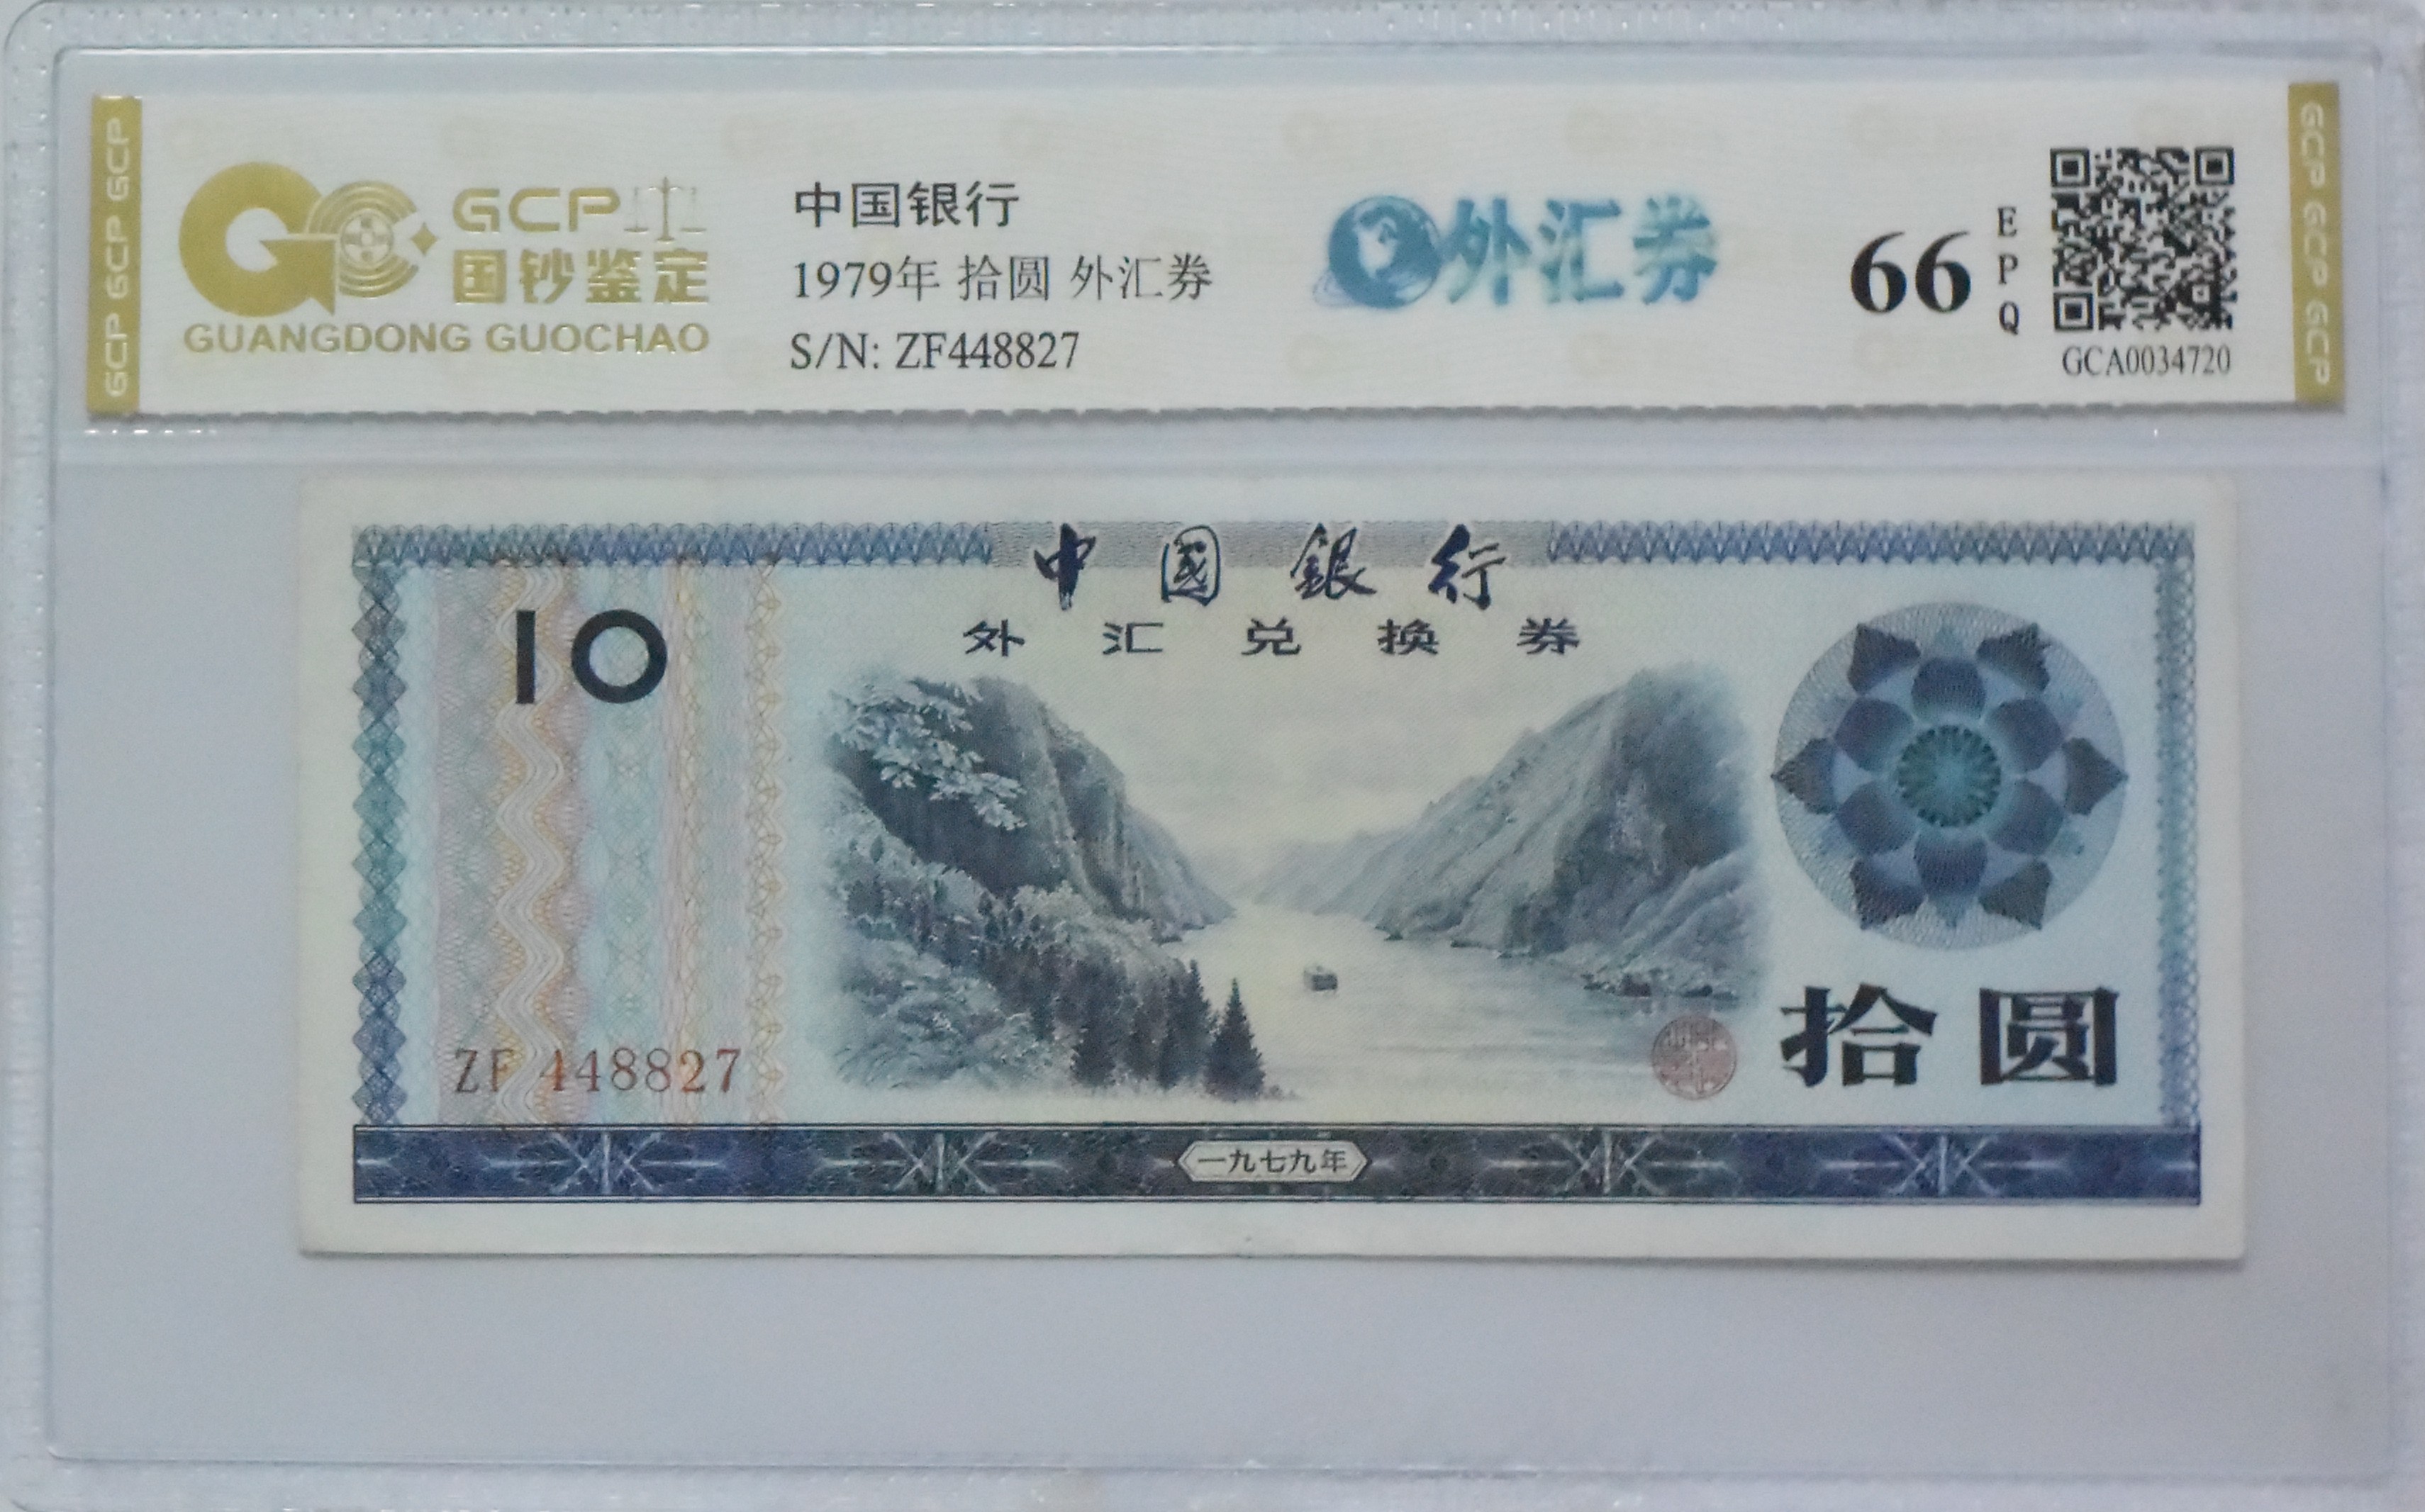 GCP GCP GCP
GCP
国钞鉴定
GUANGDONG GUOCHAO
中国银行
1979年 拾圆 外汇券
S/N: ZF448827
外汇券
66
EPQ
GCA0034720
GCP GCP GCP
中國銀行
外汇兑换券
10
ZF 448827
拾圆
一九七九年